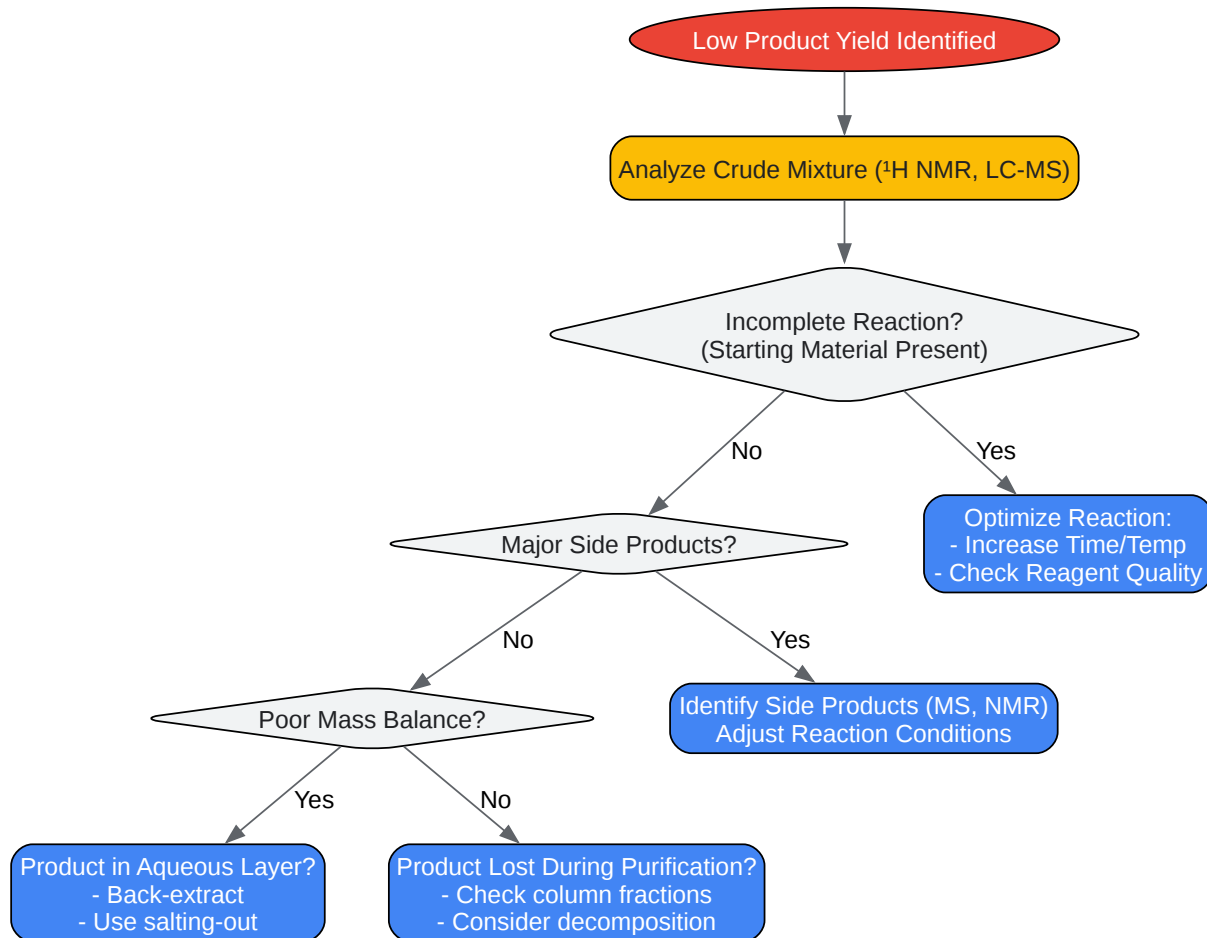 Low Product Yield Identified
Analyze Crude Mixture (¹H NMR, LC-MS)
Incomplete Reaction?
(Starting Material Present)
No
Yes
Optimize Reaction:
- Increase Time/Temp
- Check Reagent Quality
Major Side Products?
No
Yes
Identify Side Products (MS, NMR)
Adjust Reaction Conditions
Poor Mass Balance?
Yes
No
Product in Aqueous Layer?
- Back-extract
- Use salting-out
Product Lost During Purification?
- Check column fractions
- Consider decomposition